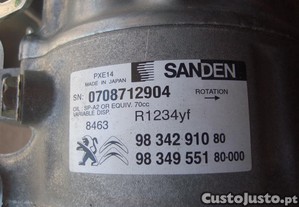 PXE14
MADE IN JAPAN
SANDEN
SN: 0708712904
OIL SP-A2 OR EQUIV. 70cc
VARIABLE DISP.
ROTATION
8463
R1234yf
98 342 910 80
98 349 551 80-000
CustoJusto.pt